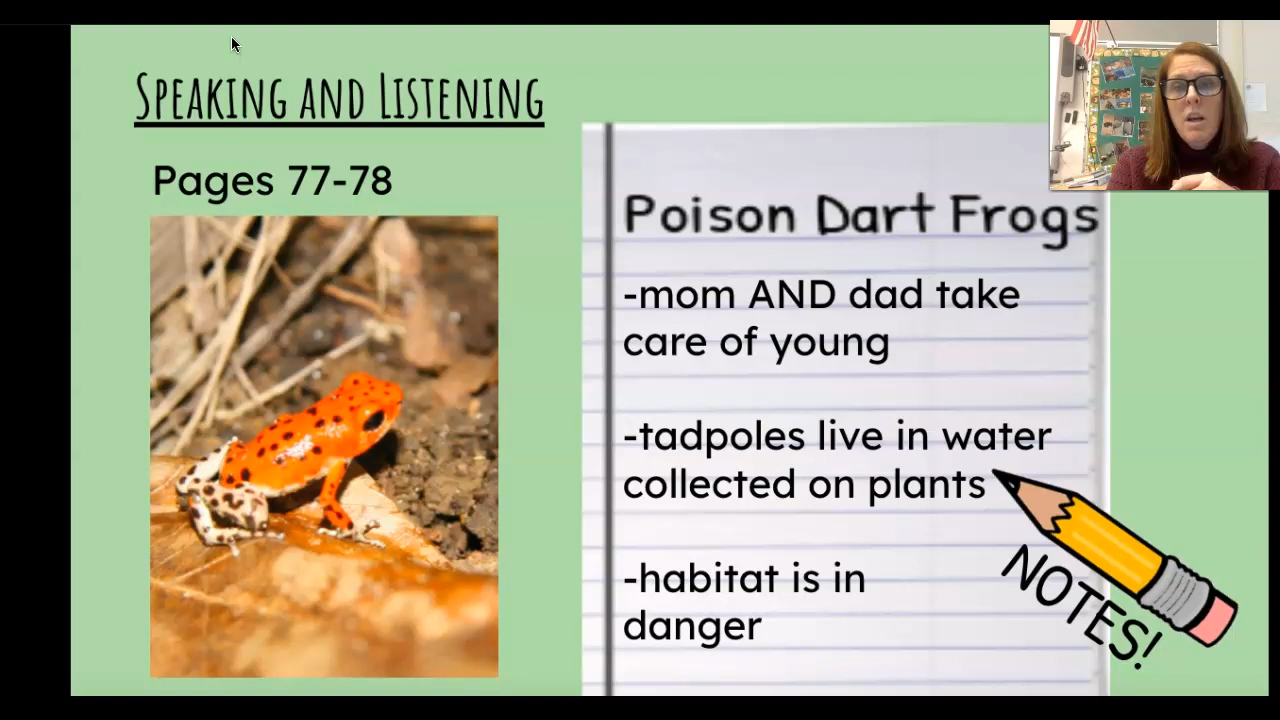 Speaking and Listening
Pages 77-78
Poison Dart Frogs
-mom AND dad take
care of young
-tadpoles live in water
collected on plants
-habitat is in
danger
NOTES!